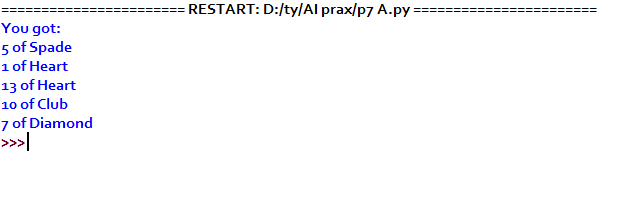 ======================= RESTART: D:/ty/AI prax/p7 A.py =======================
You got:
5 of Spade
1 of Heart
13 of Heart
10 of Club
7 of Diamond
>>>